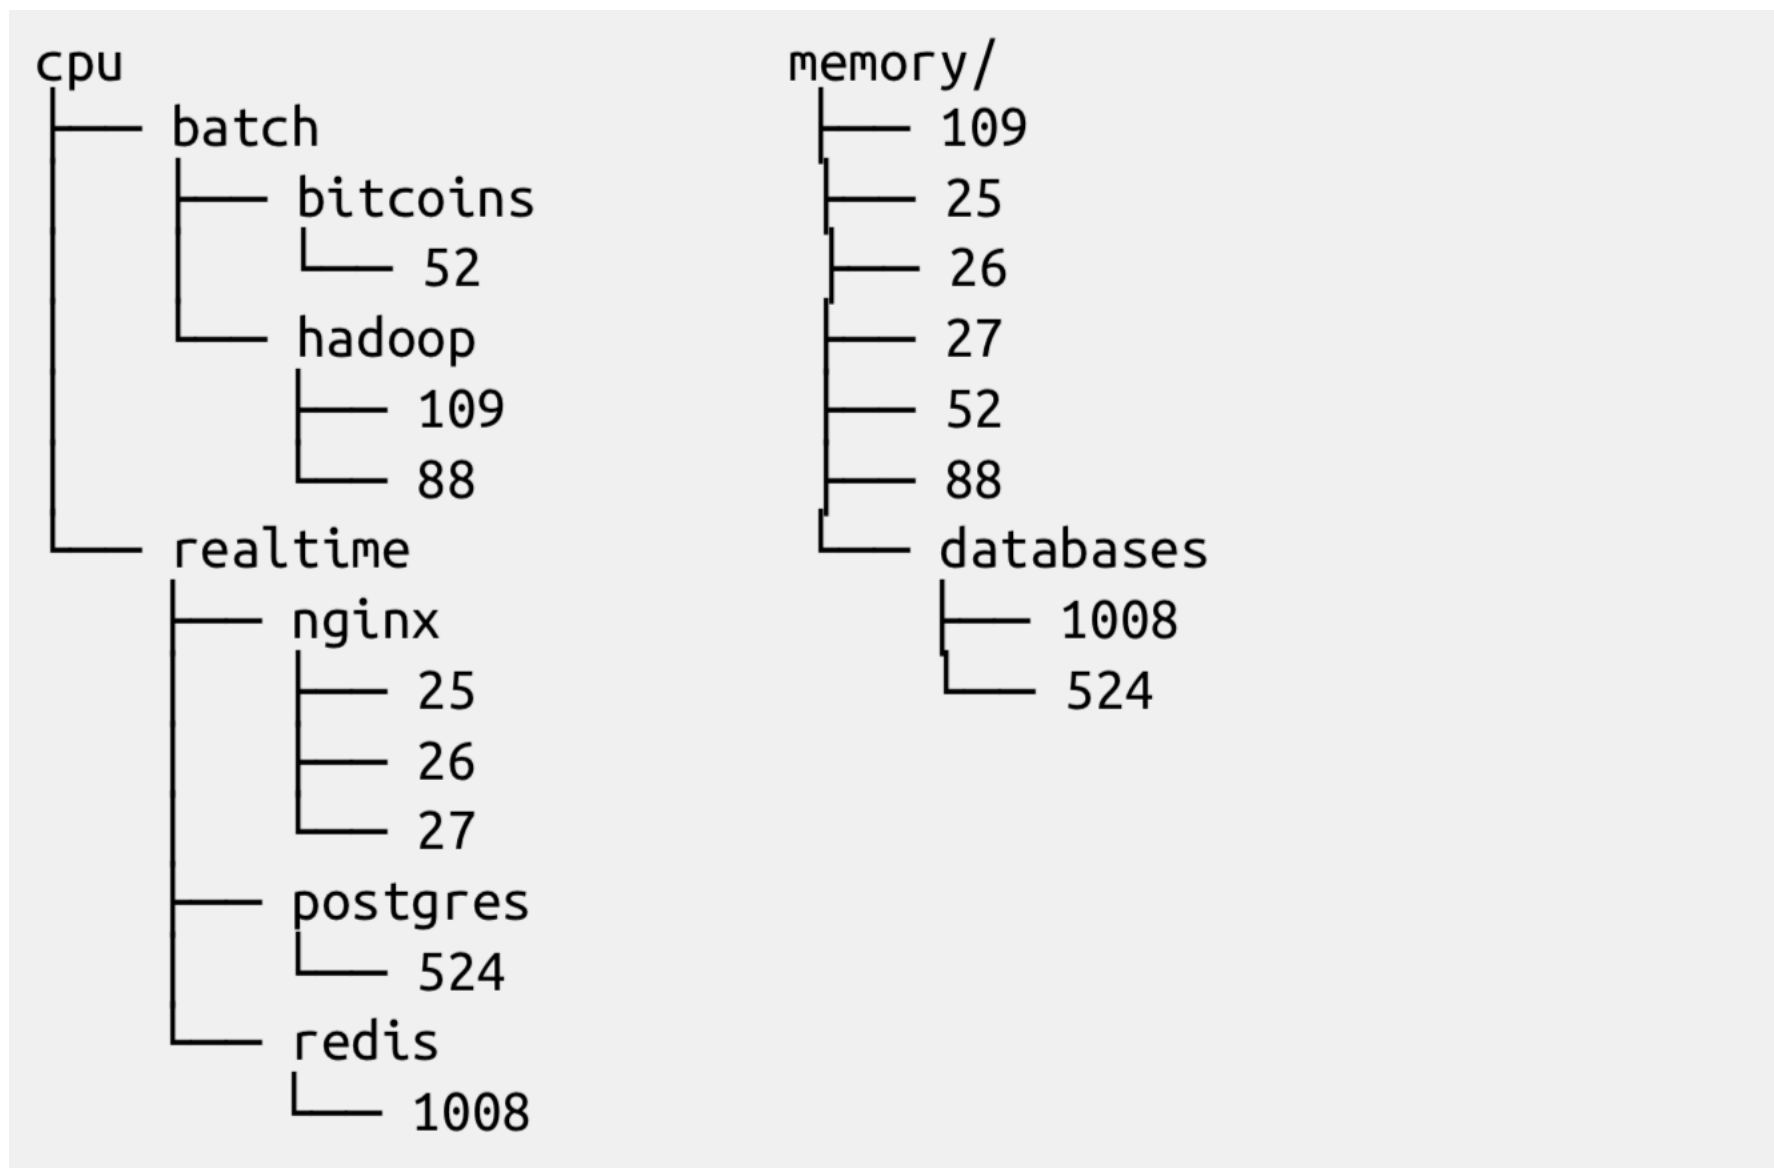 cpu
batch
bitcoins
52
hadoop
109
88
realtime
nginx
25
26
27
postgres
524
redis
1008
memory/
109
25
26
27
52
88
databases
1008
524